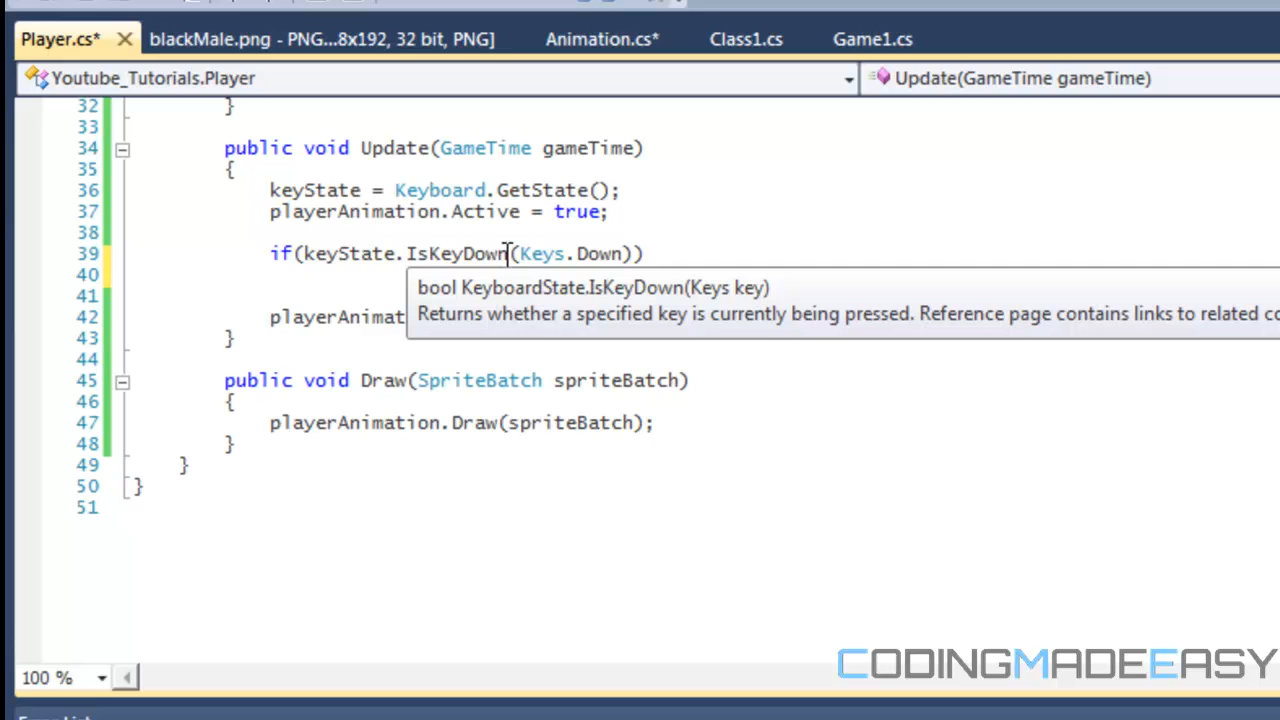 Player.cs* blackMale.png - PNG...8x192, 32 bit, PNG] Animation.cs* Class1.cs Game1.cs
Youtube_Tutorials.Player Update(GameTime gameTime)
32 }
33
34 public void Update(GameTime gameTime)
35 {
36 keyState = Keyboard.GetState();
37 playerAnimation.Active = true;
38
39 if(keyState.IsKeyDown(Keys.Down))
40 bool KeyboardState.IsKeyDown(Keys key)
41 Returns whether a specified key is currently being pressed. Reference page contains links to related co
42 playerAnimat
43 }
44
45 public void Draw(SpriteBatch spriteBatch)
46 {
47 playerAnimation.Draw(spriteBatch);
48 }
49 }
50 }
51
CODINGMADEEASY
100 %